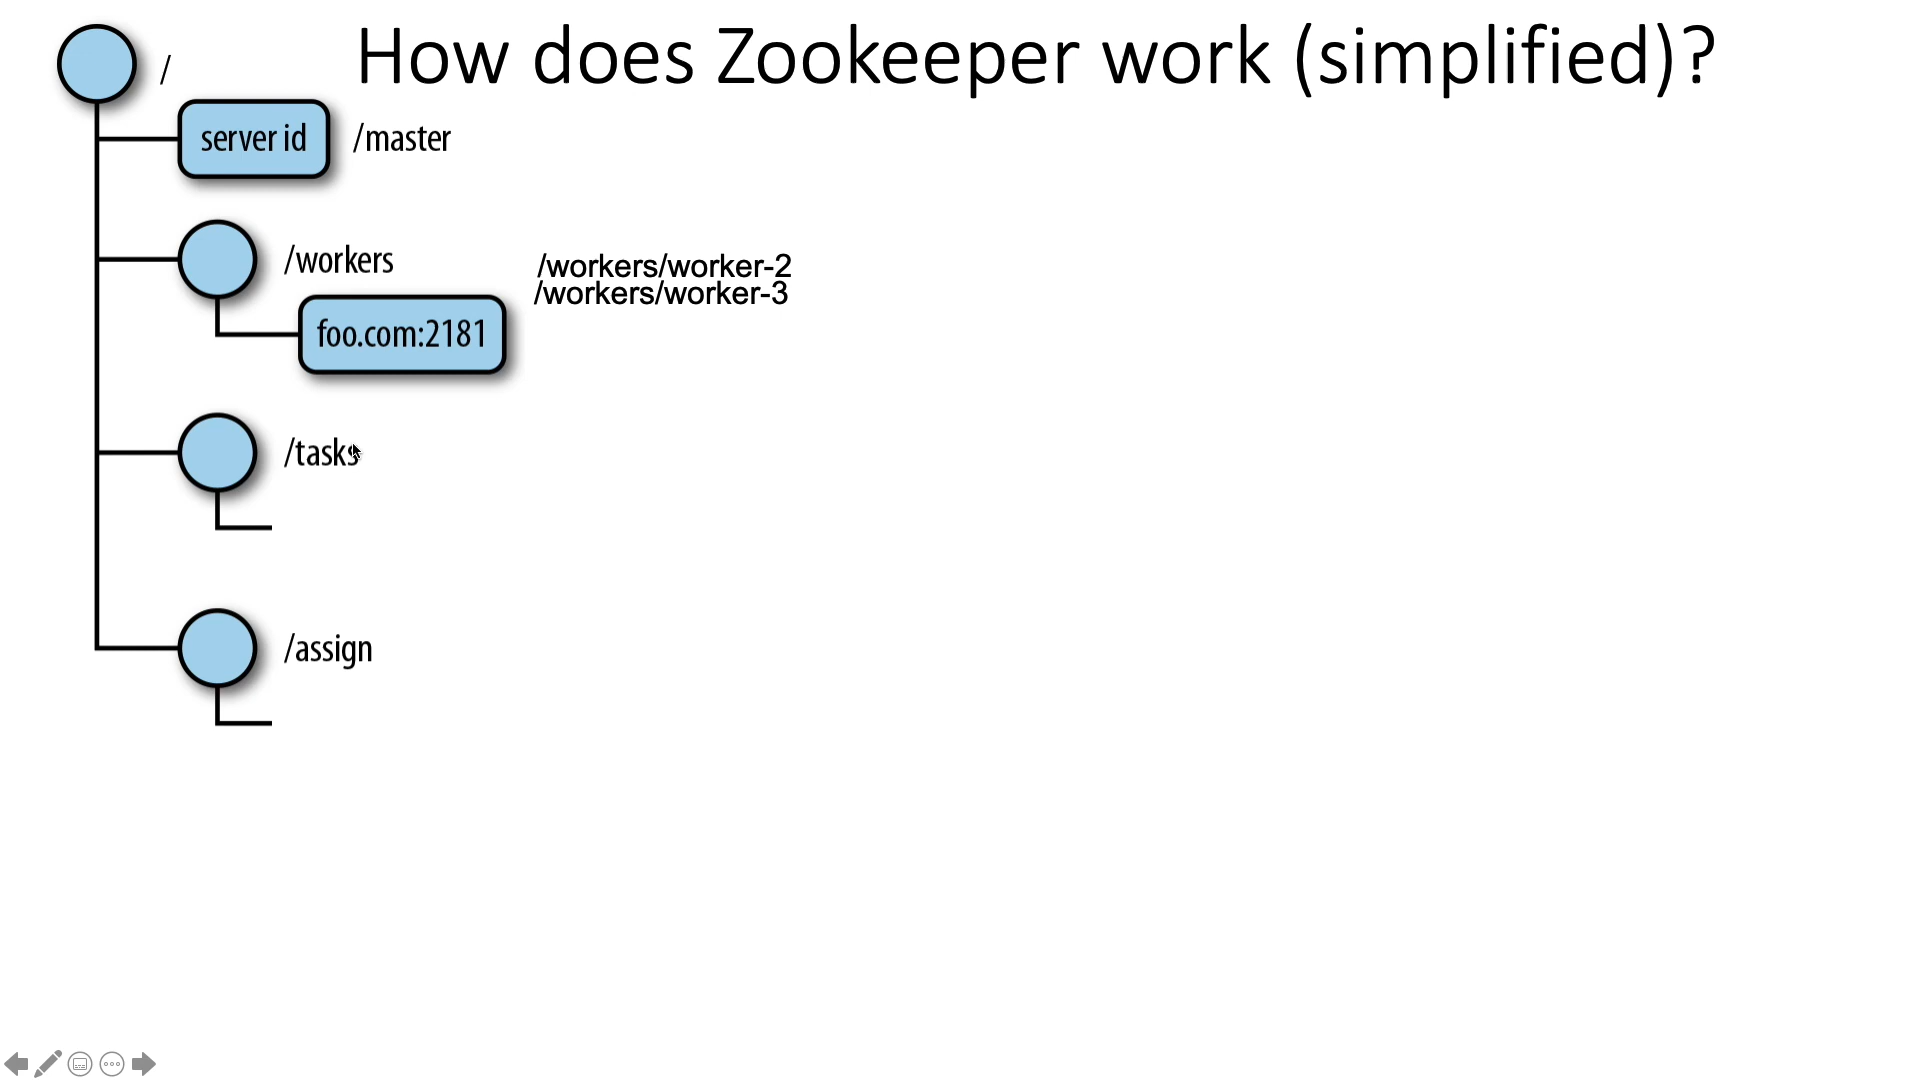 How does Zookeeper work (simplified)?
/
server id /master
/workers
/workers/worker-2
/workers/worker-3
foo.com:2181
/tasks
/assign